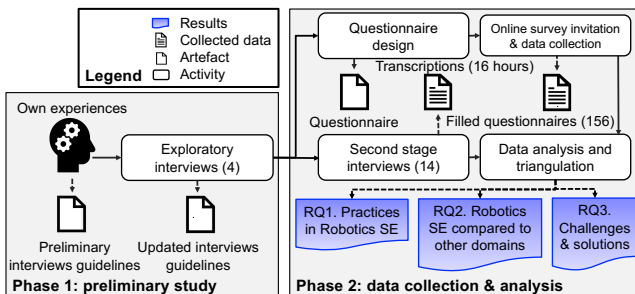 Results
Collected data
Artefact
Legend
Activity
Own experiences
Exploratory
interviews (4)
Preliminary
interviews guidelines
Updated interviews
guidelines
Phase 1: preliminary study
Questionnaire
design
Online survey invitation
& data collection
Transcriptions (16 hours)
Questionnaire
Filled questionnaires (156)
Second stage
interviews (14)
Data analysis and
triangulation
RQ1. Practices
in Robotics SE
RQ2. Robotics
SE compared to
other domains
RQ3.
Challenges
& solutions
Phase 2: data collection & analysis